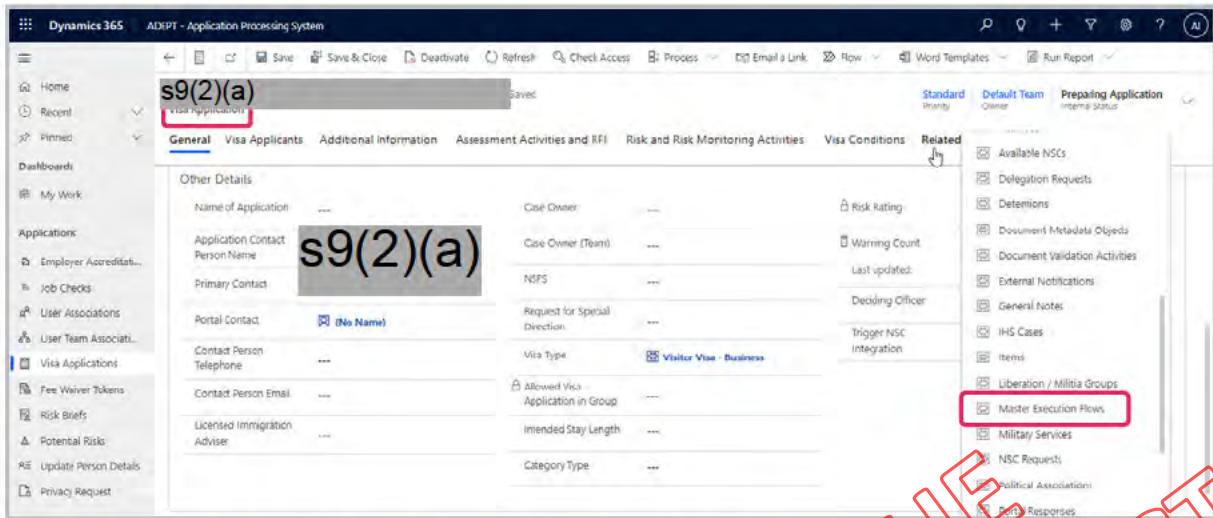 Dynamics 365 ADEPT - Application Processing System
AI
Save Save & Close Deactivate Refresh Check Access Process Email a Link Flow Word Templates Run Report
Home
Recent
Pinned
Dashboards
My Work
Applications
Employer Accreditati...
Job Checks
User Associations
User Team Associati...
Visa Applications
Fee Waiver Tokens
Risk Briefs
Potential Risks
Update Person Details
Privacy Request
s9(2)(a)
Saved
Visa Application
Standard
Priority
Default Team
Owner
Preparing Application
Internal Status
General Visa Applicants Additional Information Assessment Activities and RFI Risk and Risk Monitoring Activities Visa Conditions Related
Other Details
Name of Application ---
Application Contact
Person Name
s9(2)(a)
Primary Contact
Portal Contact (No Name)
Contact Person
Telephone ---
Contact Person Email ---
Licensed Immigration
Adviser ---
Case Owner ---
Case Owner (Team) ---
NSFS ---
Request for Special
Direction ---
Visa Type Visitor Visa - Business
Allowed Visa
Application in Group ---
Intended Stay Length ---
Category Type ---
Risk Rating
Warning Count
Last updated:
Deciding Officer
Trigger NSC
Integration
Available NSCs
Delegation Requests
Detentions
Document Metadata Objects
Document Validation Activities
External Notifications
General Notes
IHS Cases
Items
Liberation / Militia Groups
Master Execution Flows
Military Services
NSC Requests
Political Associations
Portal Responses